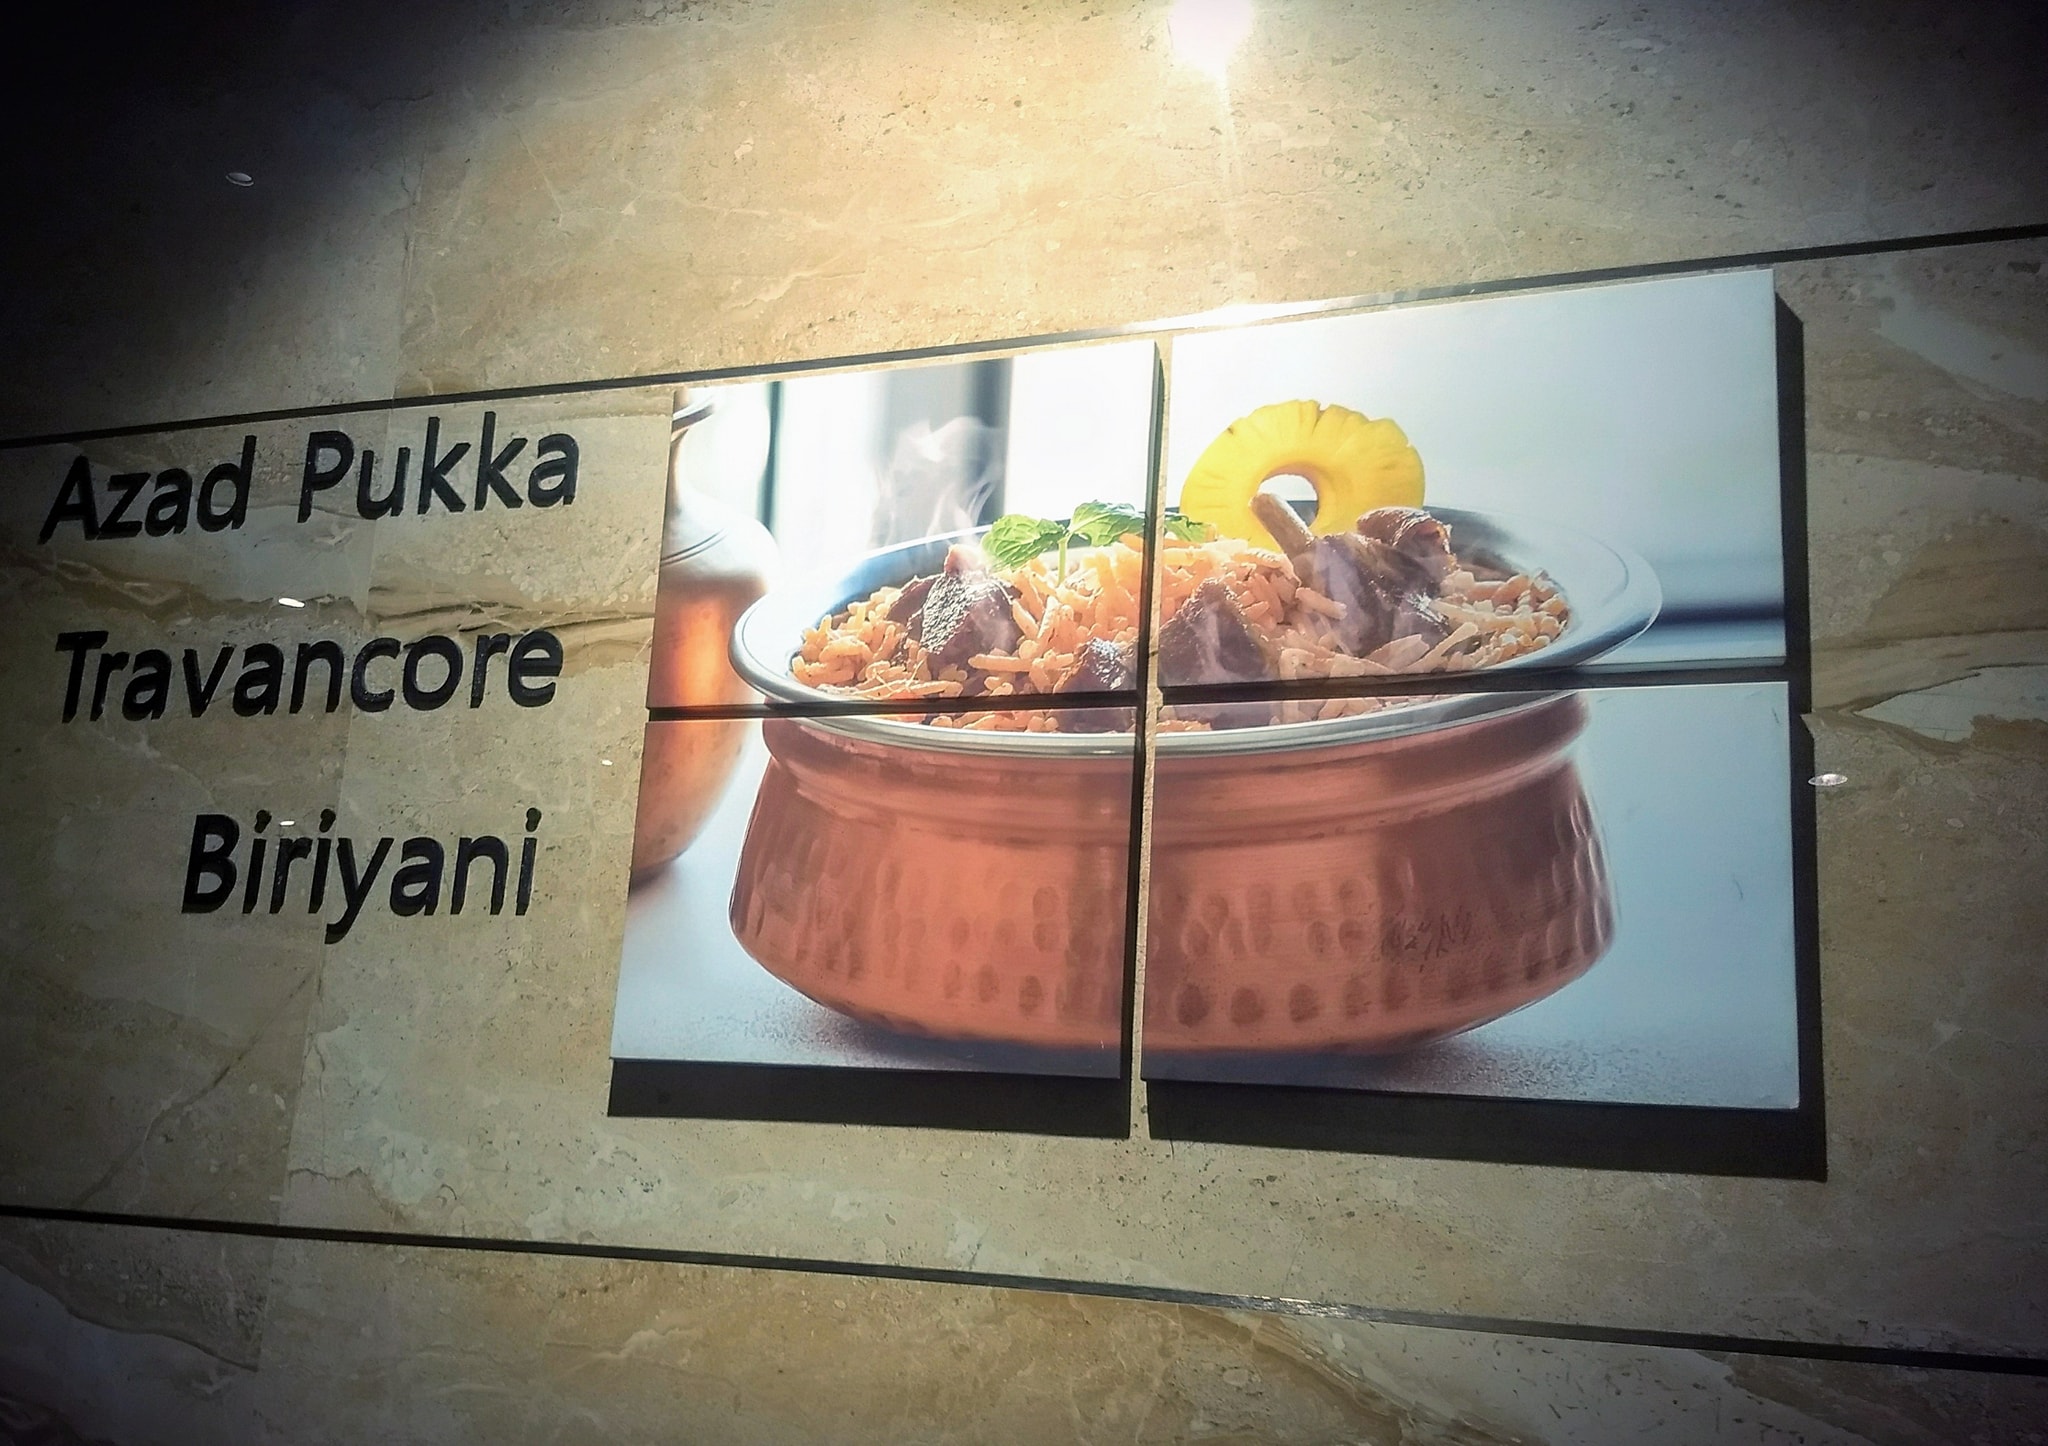 Azad Pukka
Travancore
Biriyani